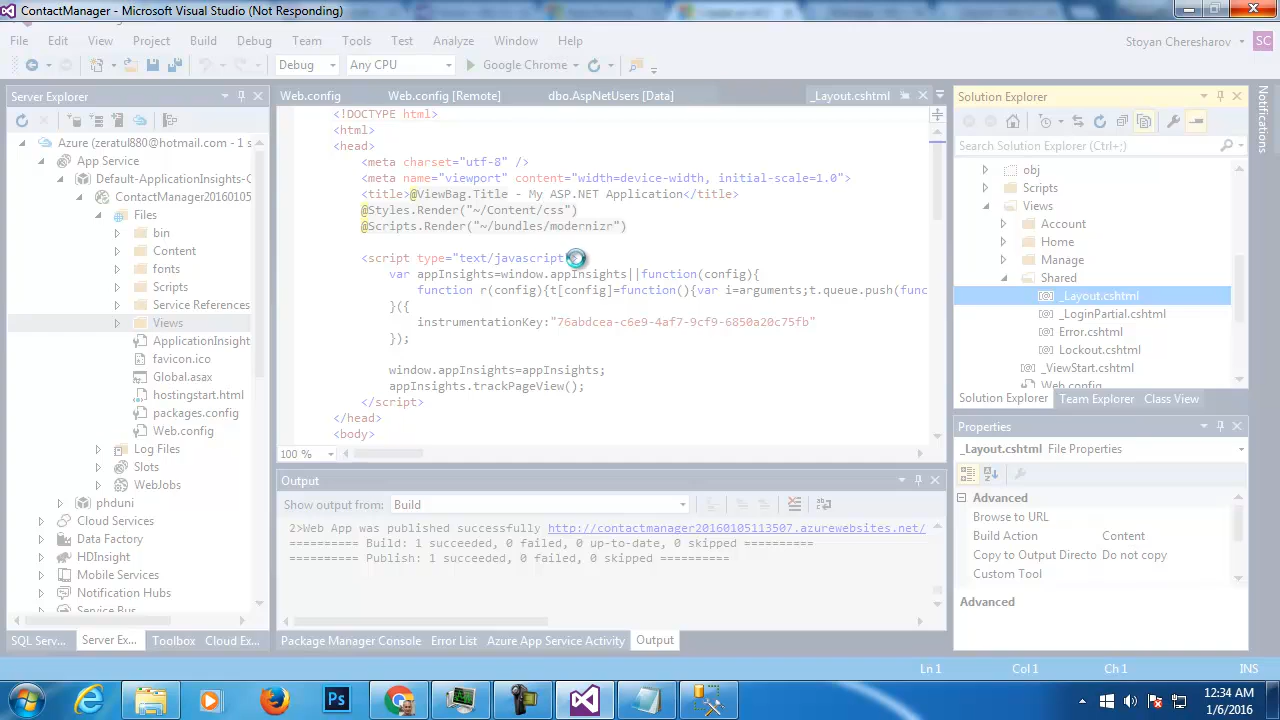 ContactManager - Microsoft Visual Studio (Not Responding)
File Edit View Project Build Debug Team Tools Test Analyze Window Help
Stoyan Cheresharov SC
Debug Any CPU Google Chrome
Server Explorer
Azure (zeratul880@hotmail.com - 1 s
App Service
Default-ApplicationInsights-C
ContactManager20160105
Files
bin
Content
fonts
Scripts
Service References
Views
ApplicationInsight
favicon.ico
Global.asax
hostingstart.html
packages.config
Web.config
Log Files
Slots
WebJobs
phduni
Cloud Services
Data Factory
HDInsight
Mobile Services
Notification Hubs
Service Bus
SQL Serv... Server Ex... Toolbox Cloud Ex...
Web.config Web.config [Remote] dbo.AspNetUsers [Data] _Layout.cshtml
<!DOCTYPE html>
<html>
<head>
<meta charset="utf-8" />
<meta name="viewport" content="width=device-width, initial-scale=1.0">
<title>@ViewBag.Title - My ASP.NET Application</title>
@Styles.Render("~/Content/css")
@Scripts.Render("~/bundles/modernizr")
<script type="text/javascript
var appInsights=window.appInsights||function(config){
function r(config){t[config]=function(){var i=arguments;t.queue.push(func
}({
instrumentationKey:"76abdcea-c6e9-4af7-9cf9-6850a20c75fb"
});
window.appInsights=appInsights;
appInsights.trackPageView();
</script>
</head>
<body>
100 %
Output
Show output from: Build
2>Web App was published successfully http://contactmanager20160105113507.azurewebsites.net/
========== Build: 1 succeeded, 0 failed, 0 up-to-date, 0 skipped ==========
========== Publish: 1 succeeded, 0 failed, 0 skipped ==========
Package Manager Console Error List Azure App Service Activity Output
Solution Explorer
Search Solution Explorer (Ctrl+;)
obj
Scripts
Views
Account
Home
Manage
Shared
_Layout.cshtml
_LoginPartial.cshtml
Error.cshtml
Lockout.cshtml
_ViewStart.cshtml
Web.config
Solution Explorer Team Explorer Class View
Properties
_Layout.cshtml File Properties
Advanced
Browse to URL
Build Action Content
Copy to Output Directo Do not copy
Custom Tool
Advanced
Notifications
Ln 1 Col 1 Ch 1 INS
Ps
12:34 AM
1/6/2016